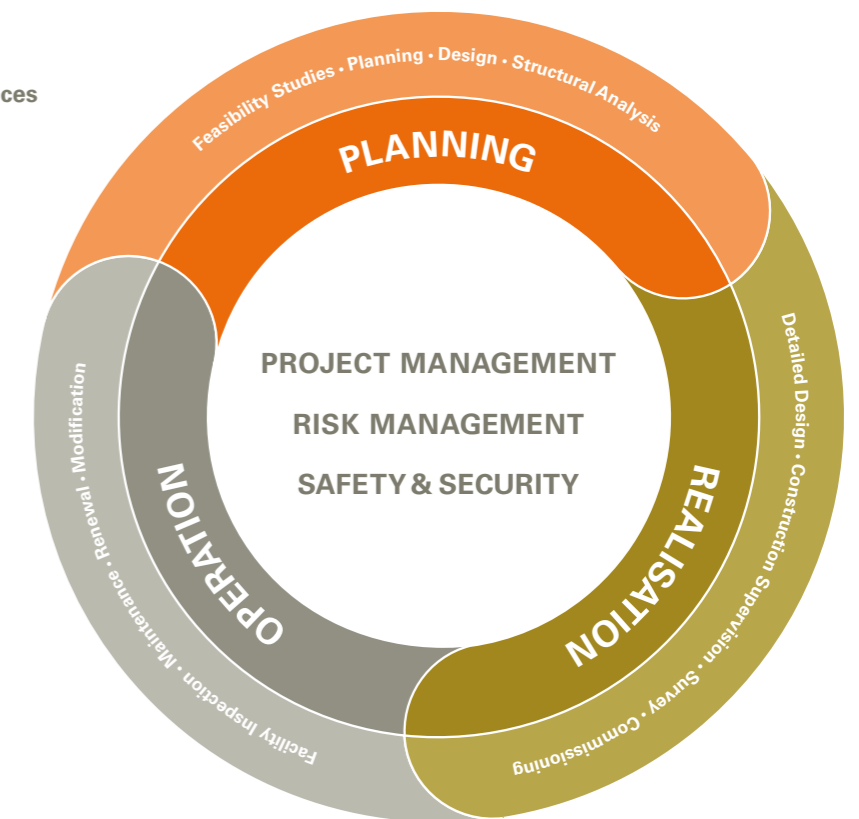 ces
Feasibility Studies • Planning • Design • Structural Analysis
PLANNING
Detailed Design • Construction Supervision • Survey • Commissioning
REALISATION
Facility Inspection • Maintenance • Renewal • Modification
OPERATION
PROJECT MANAGEMENT
RISK MANAGEMENT
SAFETY & SECURITY